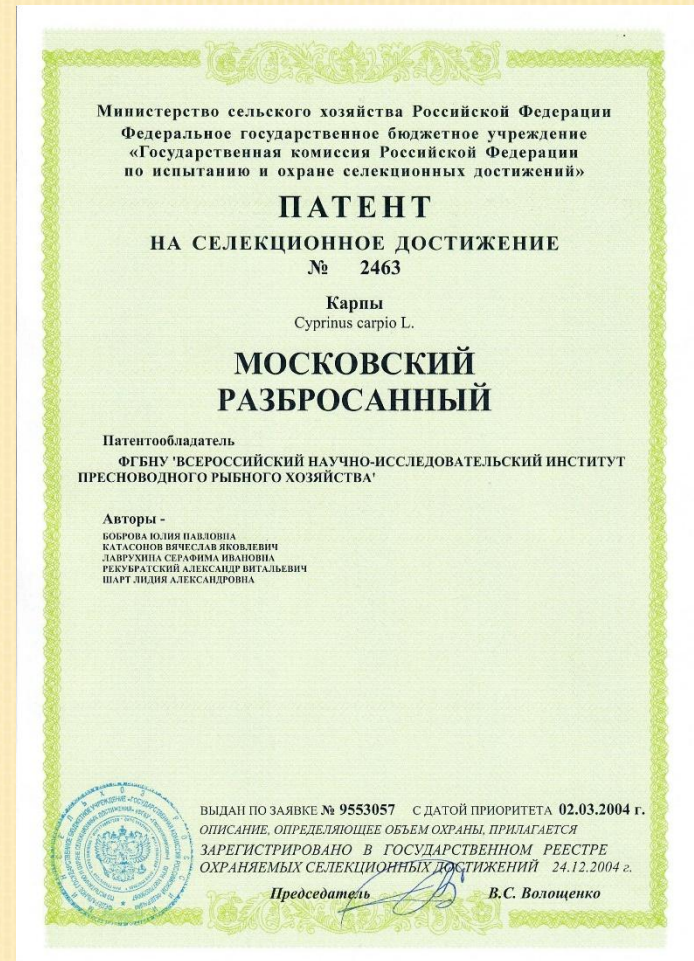 Министерство сельского хозяйства Российской Федерации
Федеральное государственное бюджетное учреждение
«Государственная комиссия Российской Федерации
по испытанию и охране селекционных достижений»
ПАТЕНТ
НА СЕЛЕКЦИОННОЕ ДОСТИЖЕНИЕ
№ 2463
Карпы
Cyprinus carpio L.
МОСКОВСКИЙ
РАЗБРОСАННЫЙ
Патентообладатель
ФГБНУ 'ВСЕРОССИЙСКИЙ НАУЧНО-ИССЛЕДОВАТЕЛЬСКИЙ ИНСТИТУТ
ПРЕСНОВОДНОГО РЫБНОГО ХОЗЯЙСТВА'
Авторы -
БОБРОВА ЮЛИЯ ПАВЛОВНА
КАТАСОНОВ ВЯЧЕСЛАВ ЯКОВЛЕВИЧ
ЛАВРУХИНА СЕРАФИМА ИВАНОВНА
РЕКУБРАТСКИЙ АЛЕКСАНДР ВИТАЛЬЕВИЧ
ШАРТ ЛИДИЯ АЛЕКСАНДРОВНА
ВЫДАН ПО ЗАЯВКЕ № 9553057 С ДАТОЙ ПРИОРИТЕТА 02.03.2004 г.
ОПИСАНИЕ, ОПРЕДЕЛЯЮЩЕЕ ОБЪЕМ ОХРАНЫ, ПРИЛАГАЕТСЯ
ЗАРЕГИСТРИРОВАНО В ГОСУДАРСТВЕННОМ РЕЕСТРЕ
ОХРАНЯЕМЫХ СЕЛЕКЦИОННЫХ ДОСТИЖЕНИЙ 24.12.2004 г.
Председатель В.С. Волощенко